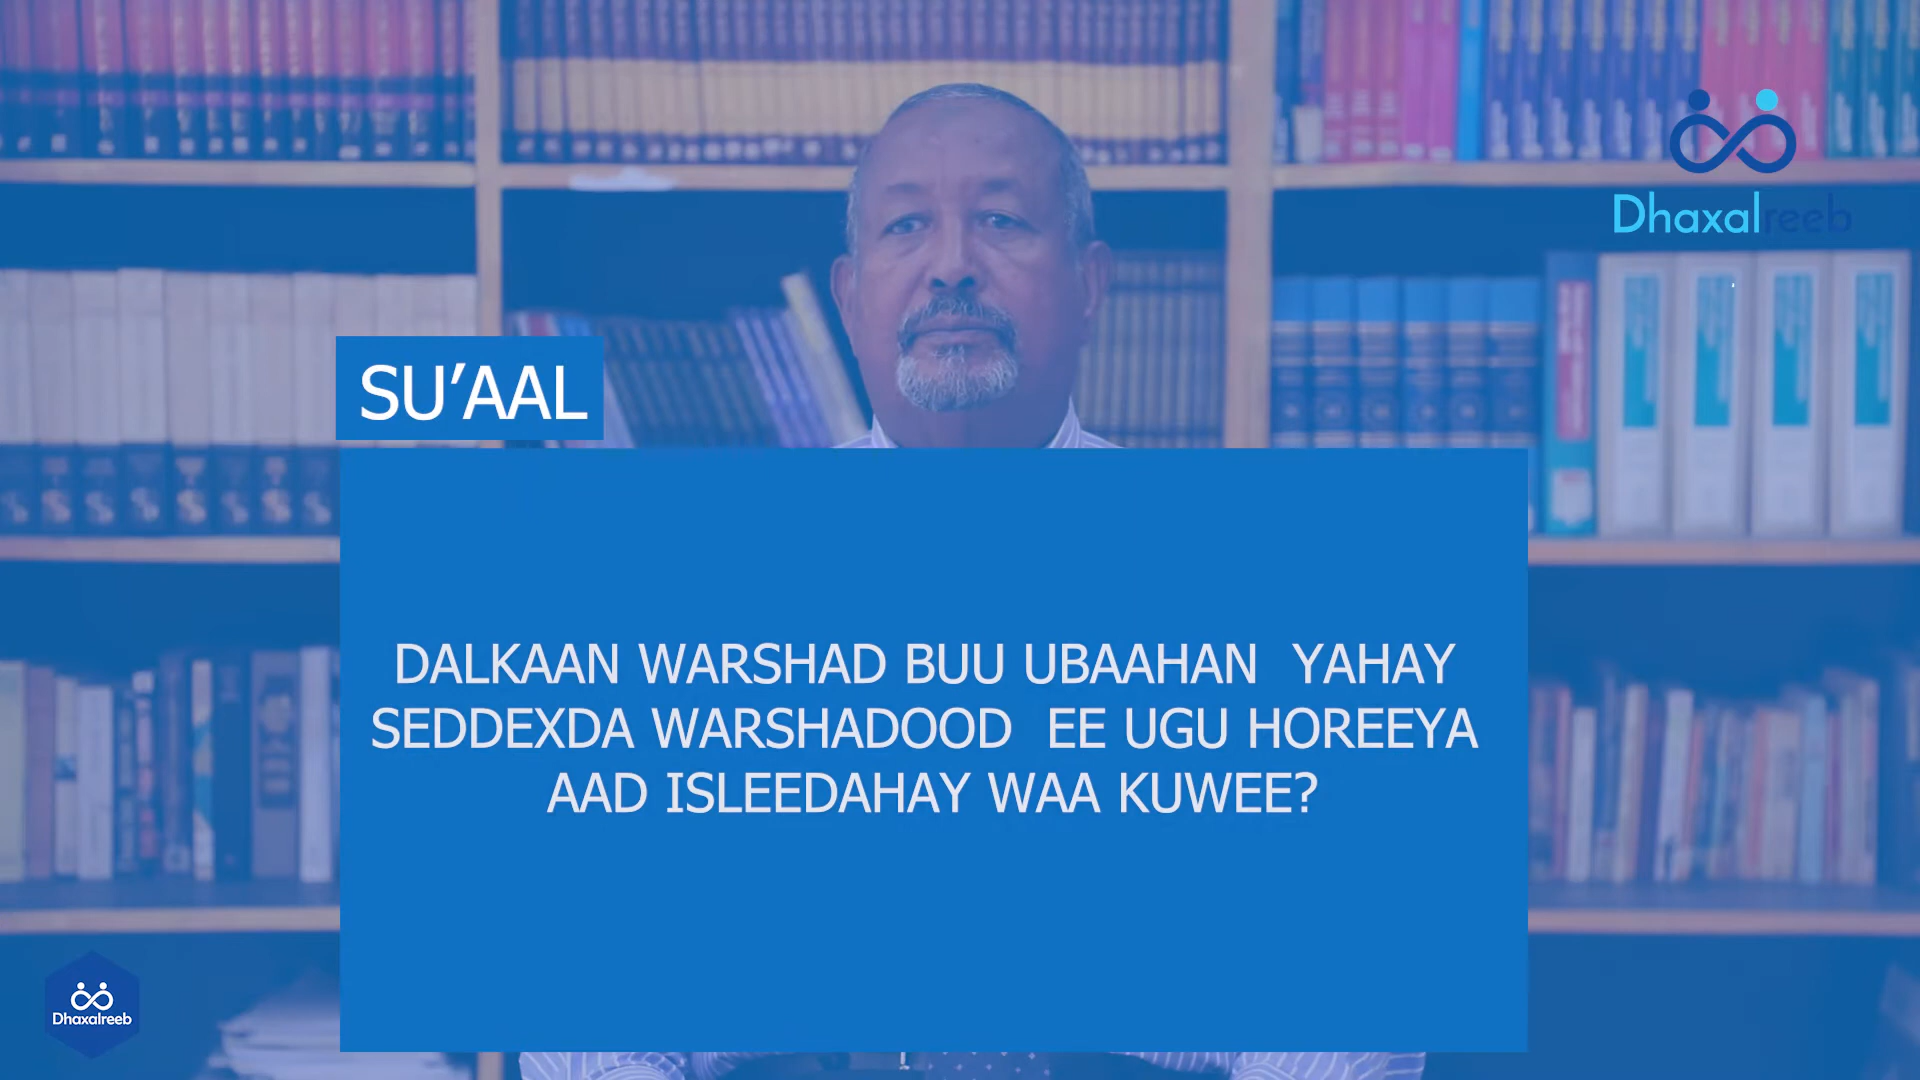 Dhaxalreeb
SU’AAL
DALKAAN WARSHAD BUU UBAAHAN YAHAY
SEDDEXDA WARSHADOOD EE UGU HOREEYA
AAD ISLEEDAHAY WAA KUWEE?
Dhaxalreeb